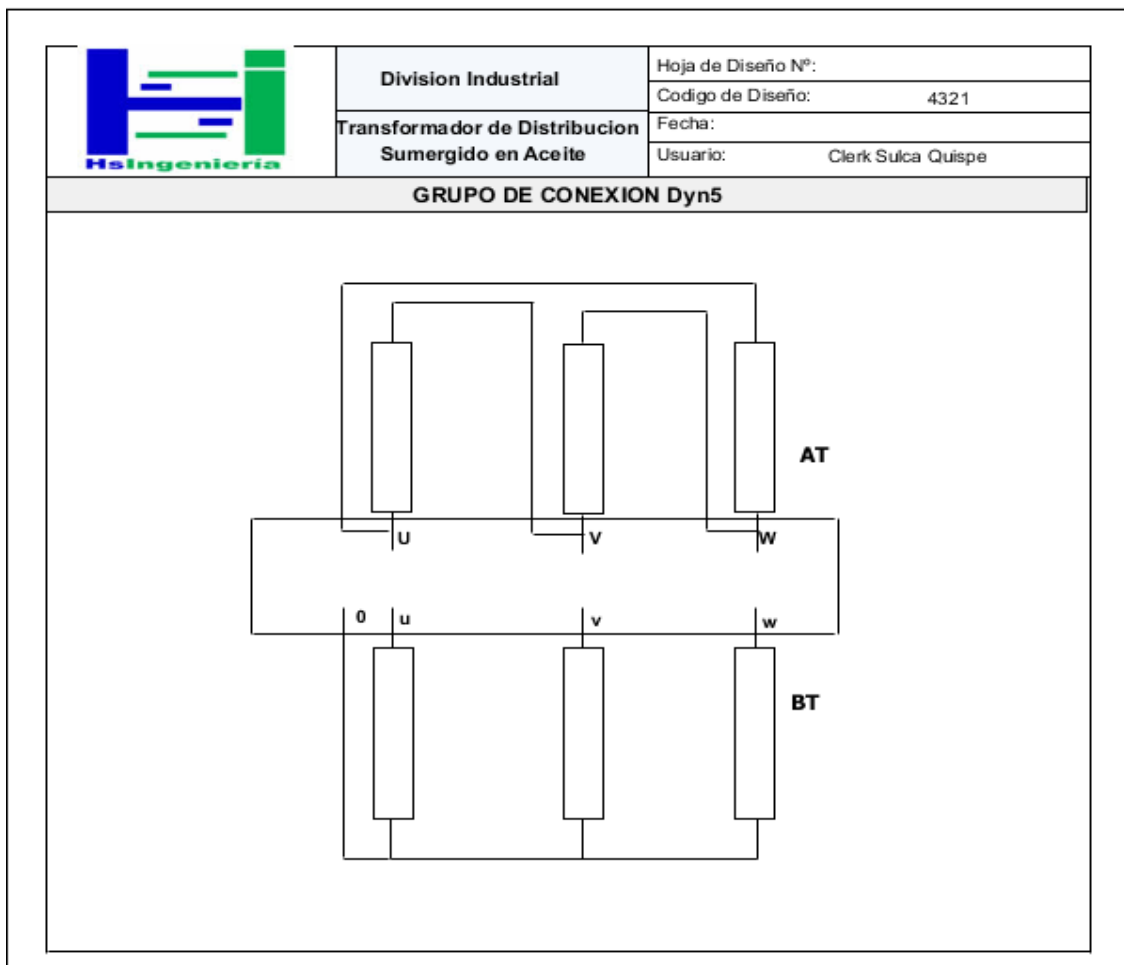 HsIngeniería
Division Industrial
Transformador de Distribucion
Sumergido en Aceite
Hoja de Diseño Nº:
Codigo de Diseño: 4321
Fecha:
Usuario: Clerk Sulca Quispe
GRUPO DE CONEXION Dyn5
AT
U V W
0 u v w
BT